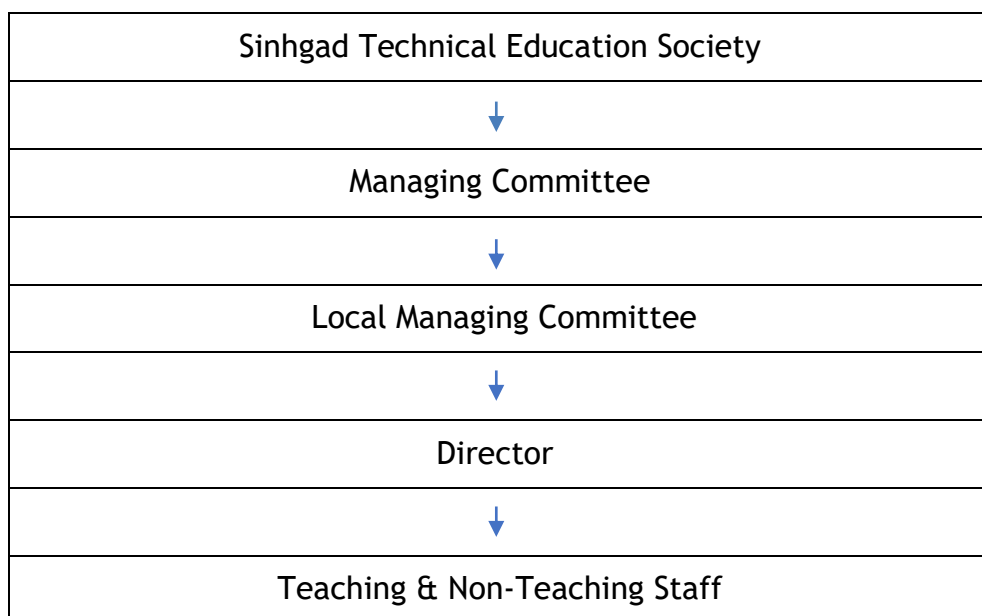 Sinhgad Technical Education Society
Managing Committee
Local Managing Committee
Director
Teaching & Non-Teaching Staff